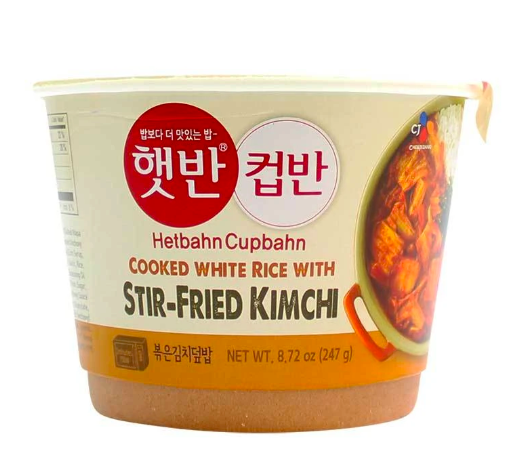 밥보다 더 맛있는 밥~
햇반®
컵반
CJ
Hetbahn Cupbahn
COOKED WHITE RICE WITH
STIR-FRIED KIMCHI
볶은김치덮밥 NET WT. 8.72 oz (247 g)